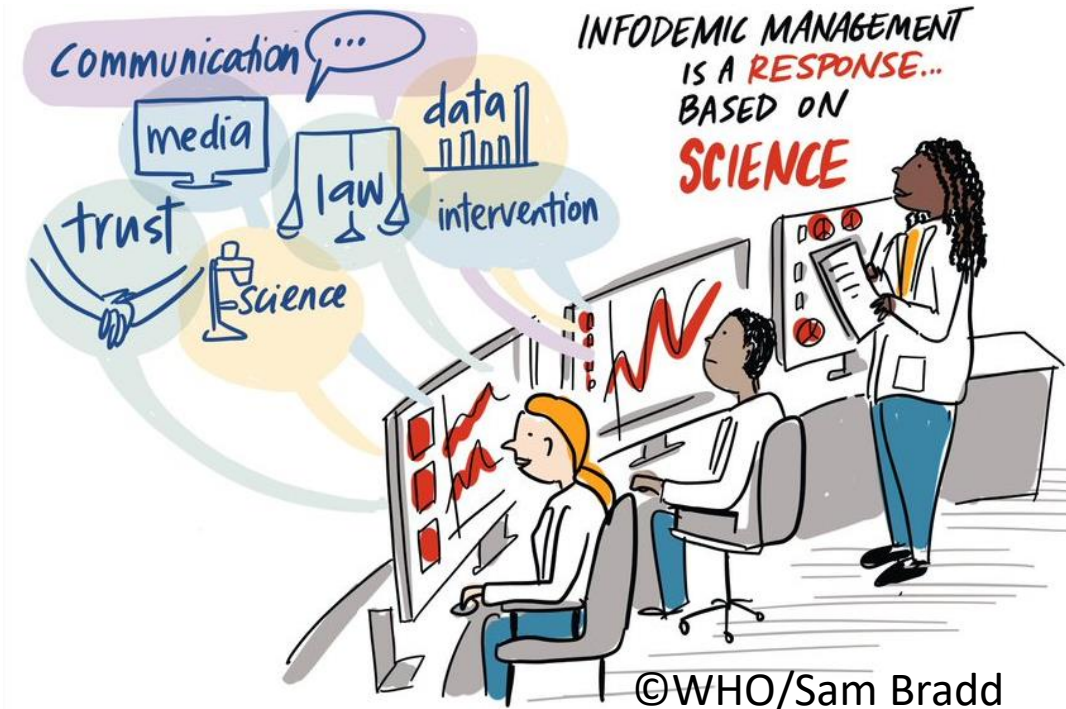 communication
...
media
data
law
trust
intervention
science
INFODEMIC MANAGEMENT
IS A RESPONSE...
BASED ON
SCIENCE
©WHO/Sam Bradd